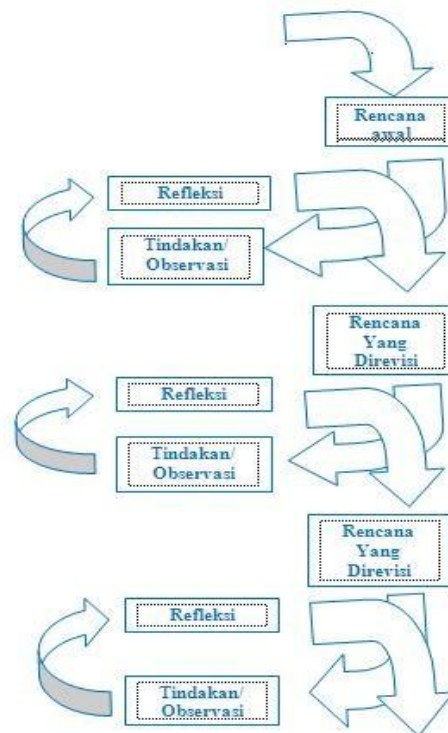 Rencana
awal
Refleksi
Tindakan/
Observasi
Rencana
Yang
Direvisi
Refleksi
Tindakan/
Observasi
Rencana
Yang
Direvisi
Refleksi
Tindakan/
Observasi